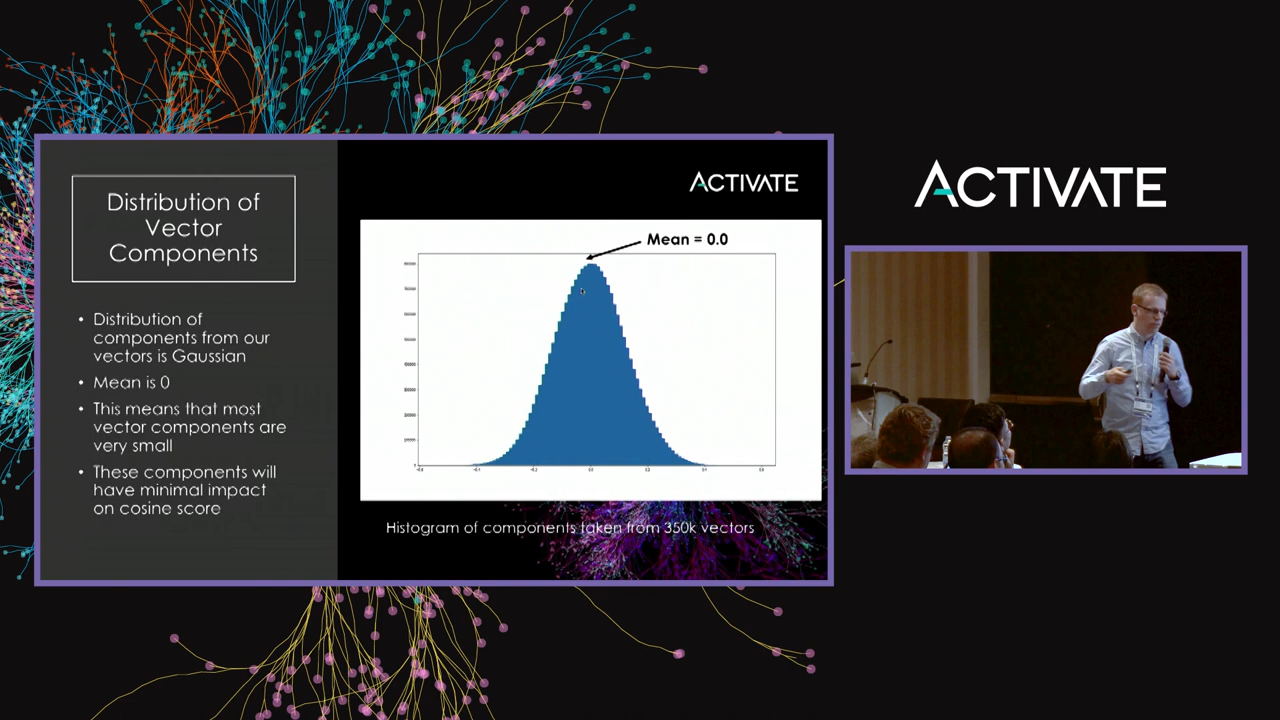 Distribution of
Vector
Components
• Distribution of
components from our
vectors is Gaussian
• Mean is 0
• This means that most
vector components are
very small
• These components will
have minimal impact
on cosine score
ACTIVATE
Mean = 0.0
Histogram of components taken from 350k vectors
ACTIVATE